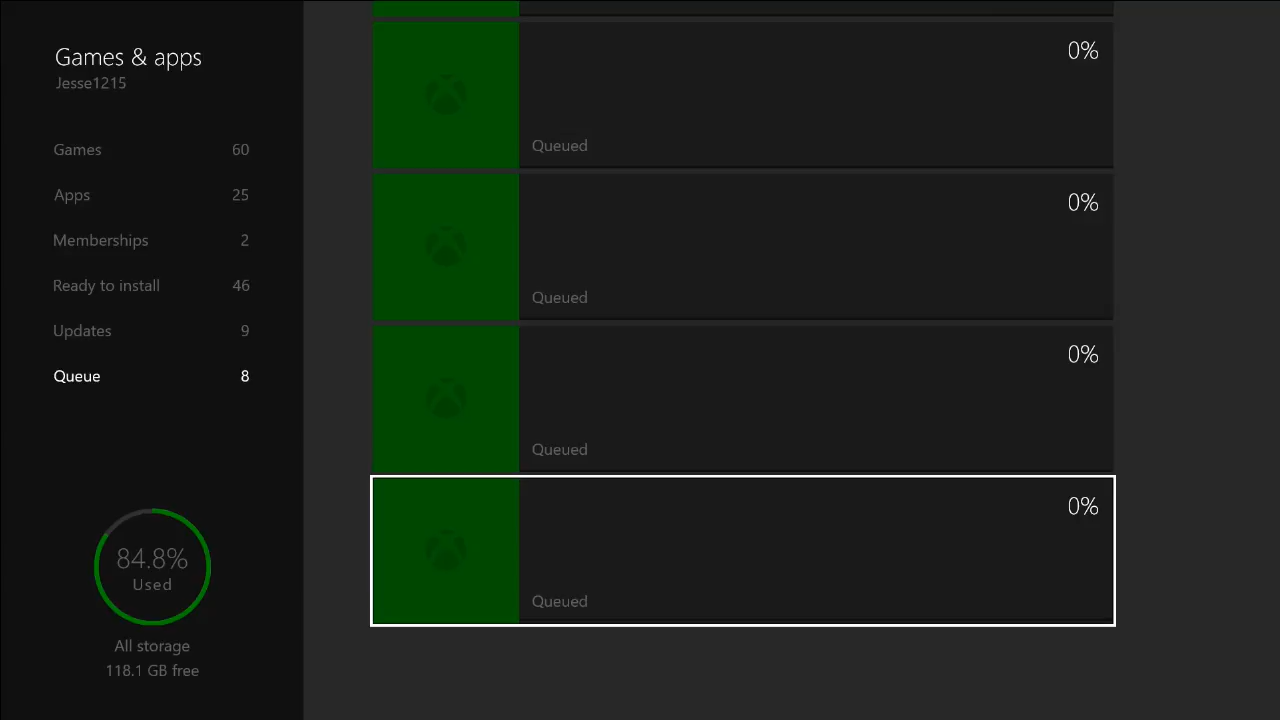 Games & apps
Jesse1215
Games 60
Apps 25
Memberships 2
Ready to install 46
Updates 9
Queue 8
84.8%
Used
All storage
118.1 GB free
0%
Queued
0%
Queued
0%
Queued
0%
Queued